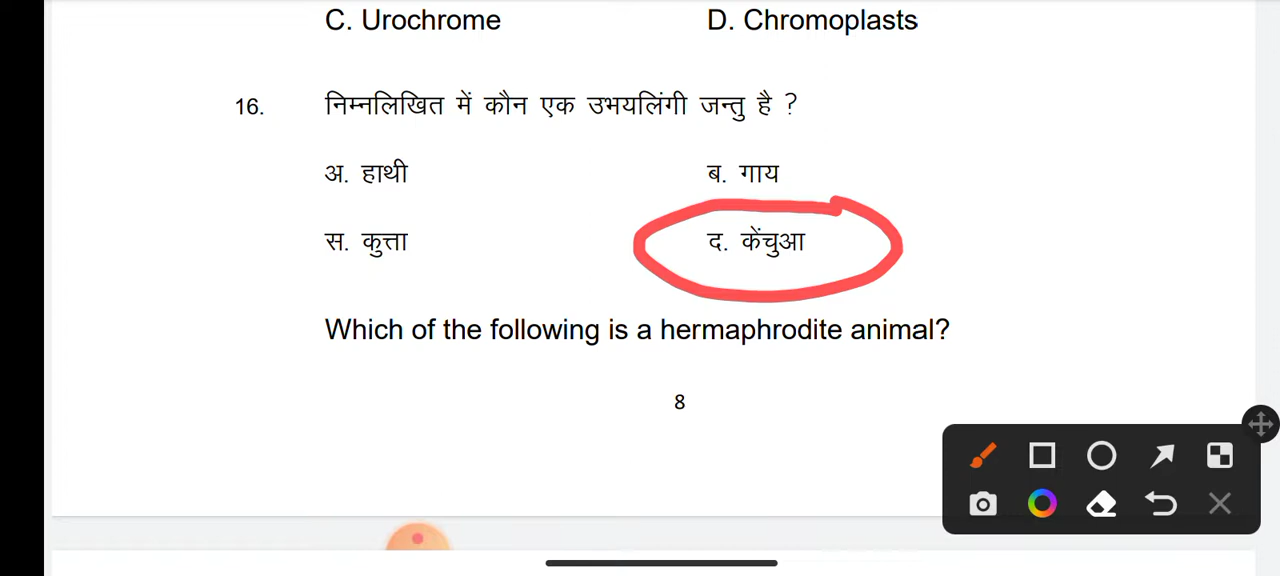 C. Urochrome D. Chromoplasts
16. निम्नलिखित में कौन एक उभयलिंगी जन्तु है ?
अ. हाथी ब. गाय
स. कुत्ता द. केंचुआ
Which of the following is a hermaphrodite animal?
8